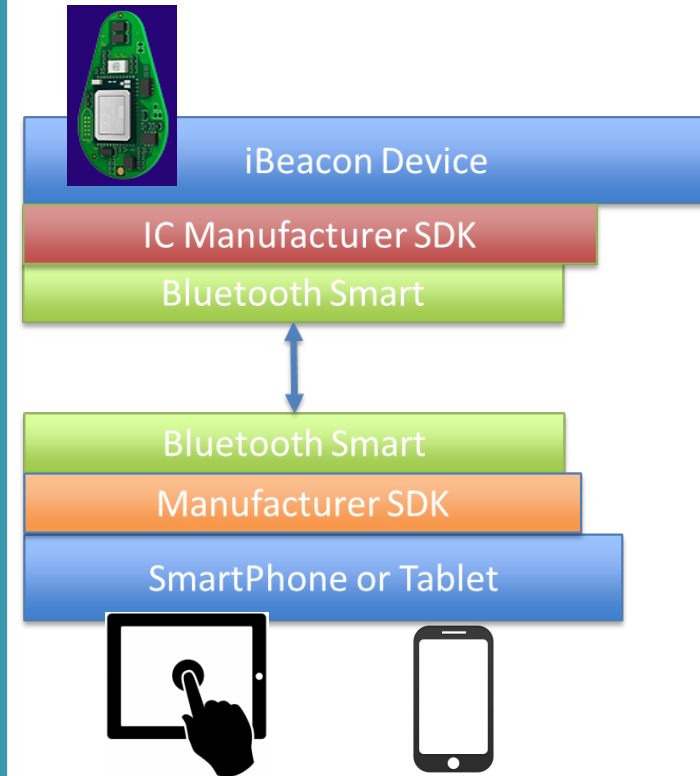 iBeacon Device
IC Manufacturer SDK
Bluetooth Smart
Bluetooth Smart
Manufacturer SDK
SmartPhone or Tablet